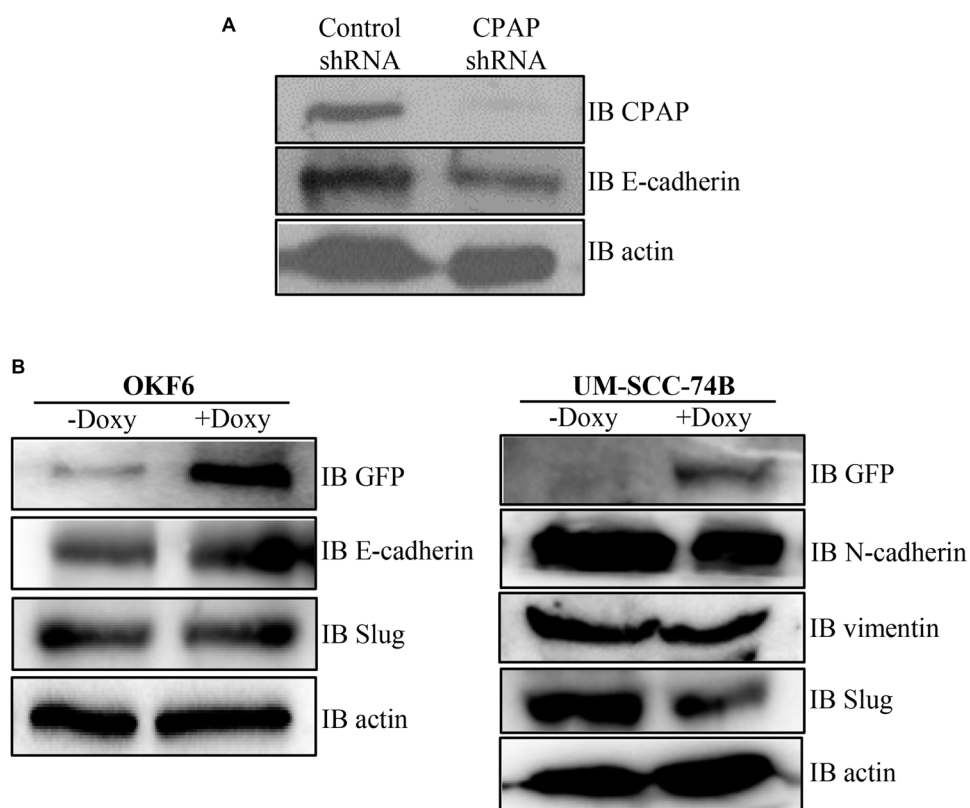 A
Control CPAP
shRNA shRNA
IB CPAP
IB E-cadherin
IB actin
B
OKF6
-Doxy +Doxy
IB GFP
IB E-cadherin
IB Slug
IB actin
UM-SCC-74B
-Doxy +Doxy
IB GFP
IB N-cadherin
IB vimentin
IB Slug
IB actin